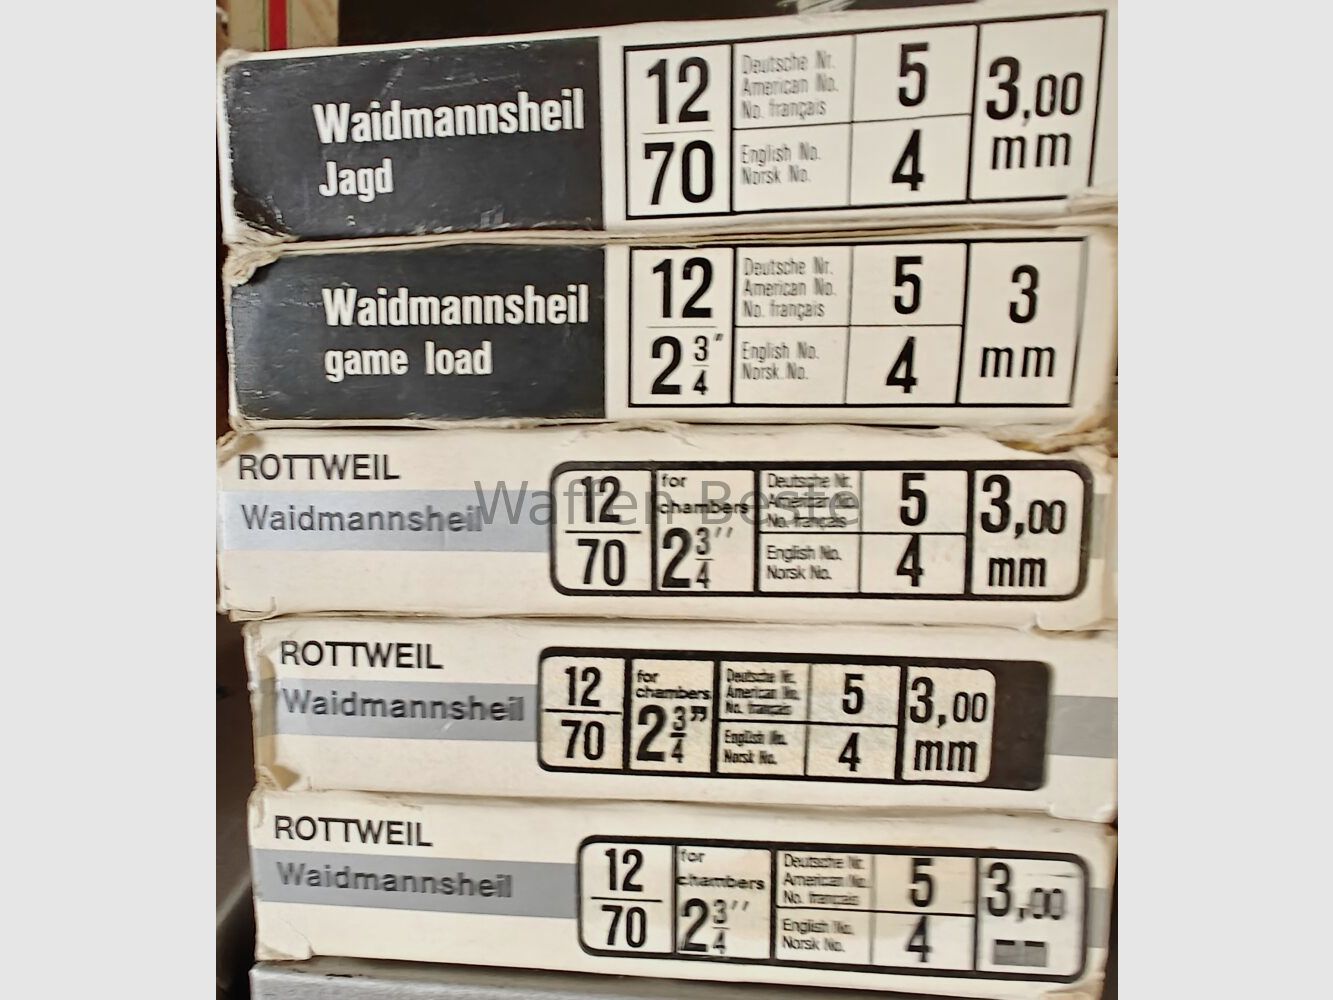 Waidmannsheil
Jagd
12
70
Deutsche Nr.
American No.
No. français
5
English No.
Norsk No.
4
3,00
mm
Waidmannsheil
game load
12
2 3/4"
Deutsche Nr.
American No.
No. français
5
English No.
Norsk No.
4
3
mm
ROTTWEIL
Waidmannsheil
12
70
for
chambers
2 3/4"
Deutsche Nr.
American No.
No. français
5
English No.
Norsk No.
4
3,00
mm
Waffen Beste
ROTTWEIL
Waidmannsheil
12
70
for
chambers
2 3/4"
Deutsche Nr.
American No.
No. français
5
English No.
Norsk No.
4
3,00
mm
ROTTWEIL
Waidmannsheil
12
70
for
chambers
2 3/4"
Deutsche Nr.
American No.
No. français
5
English No.
Norsk No.
4
3,00